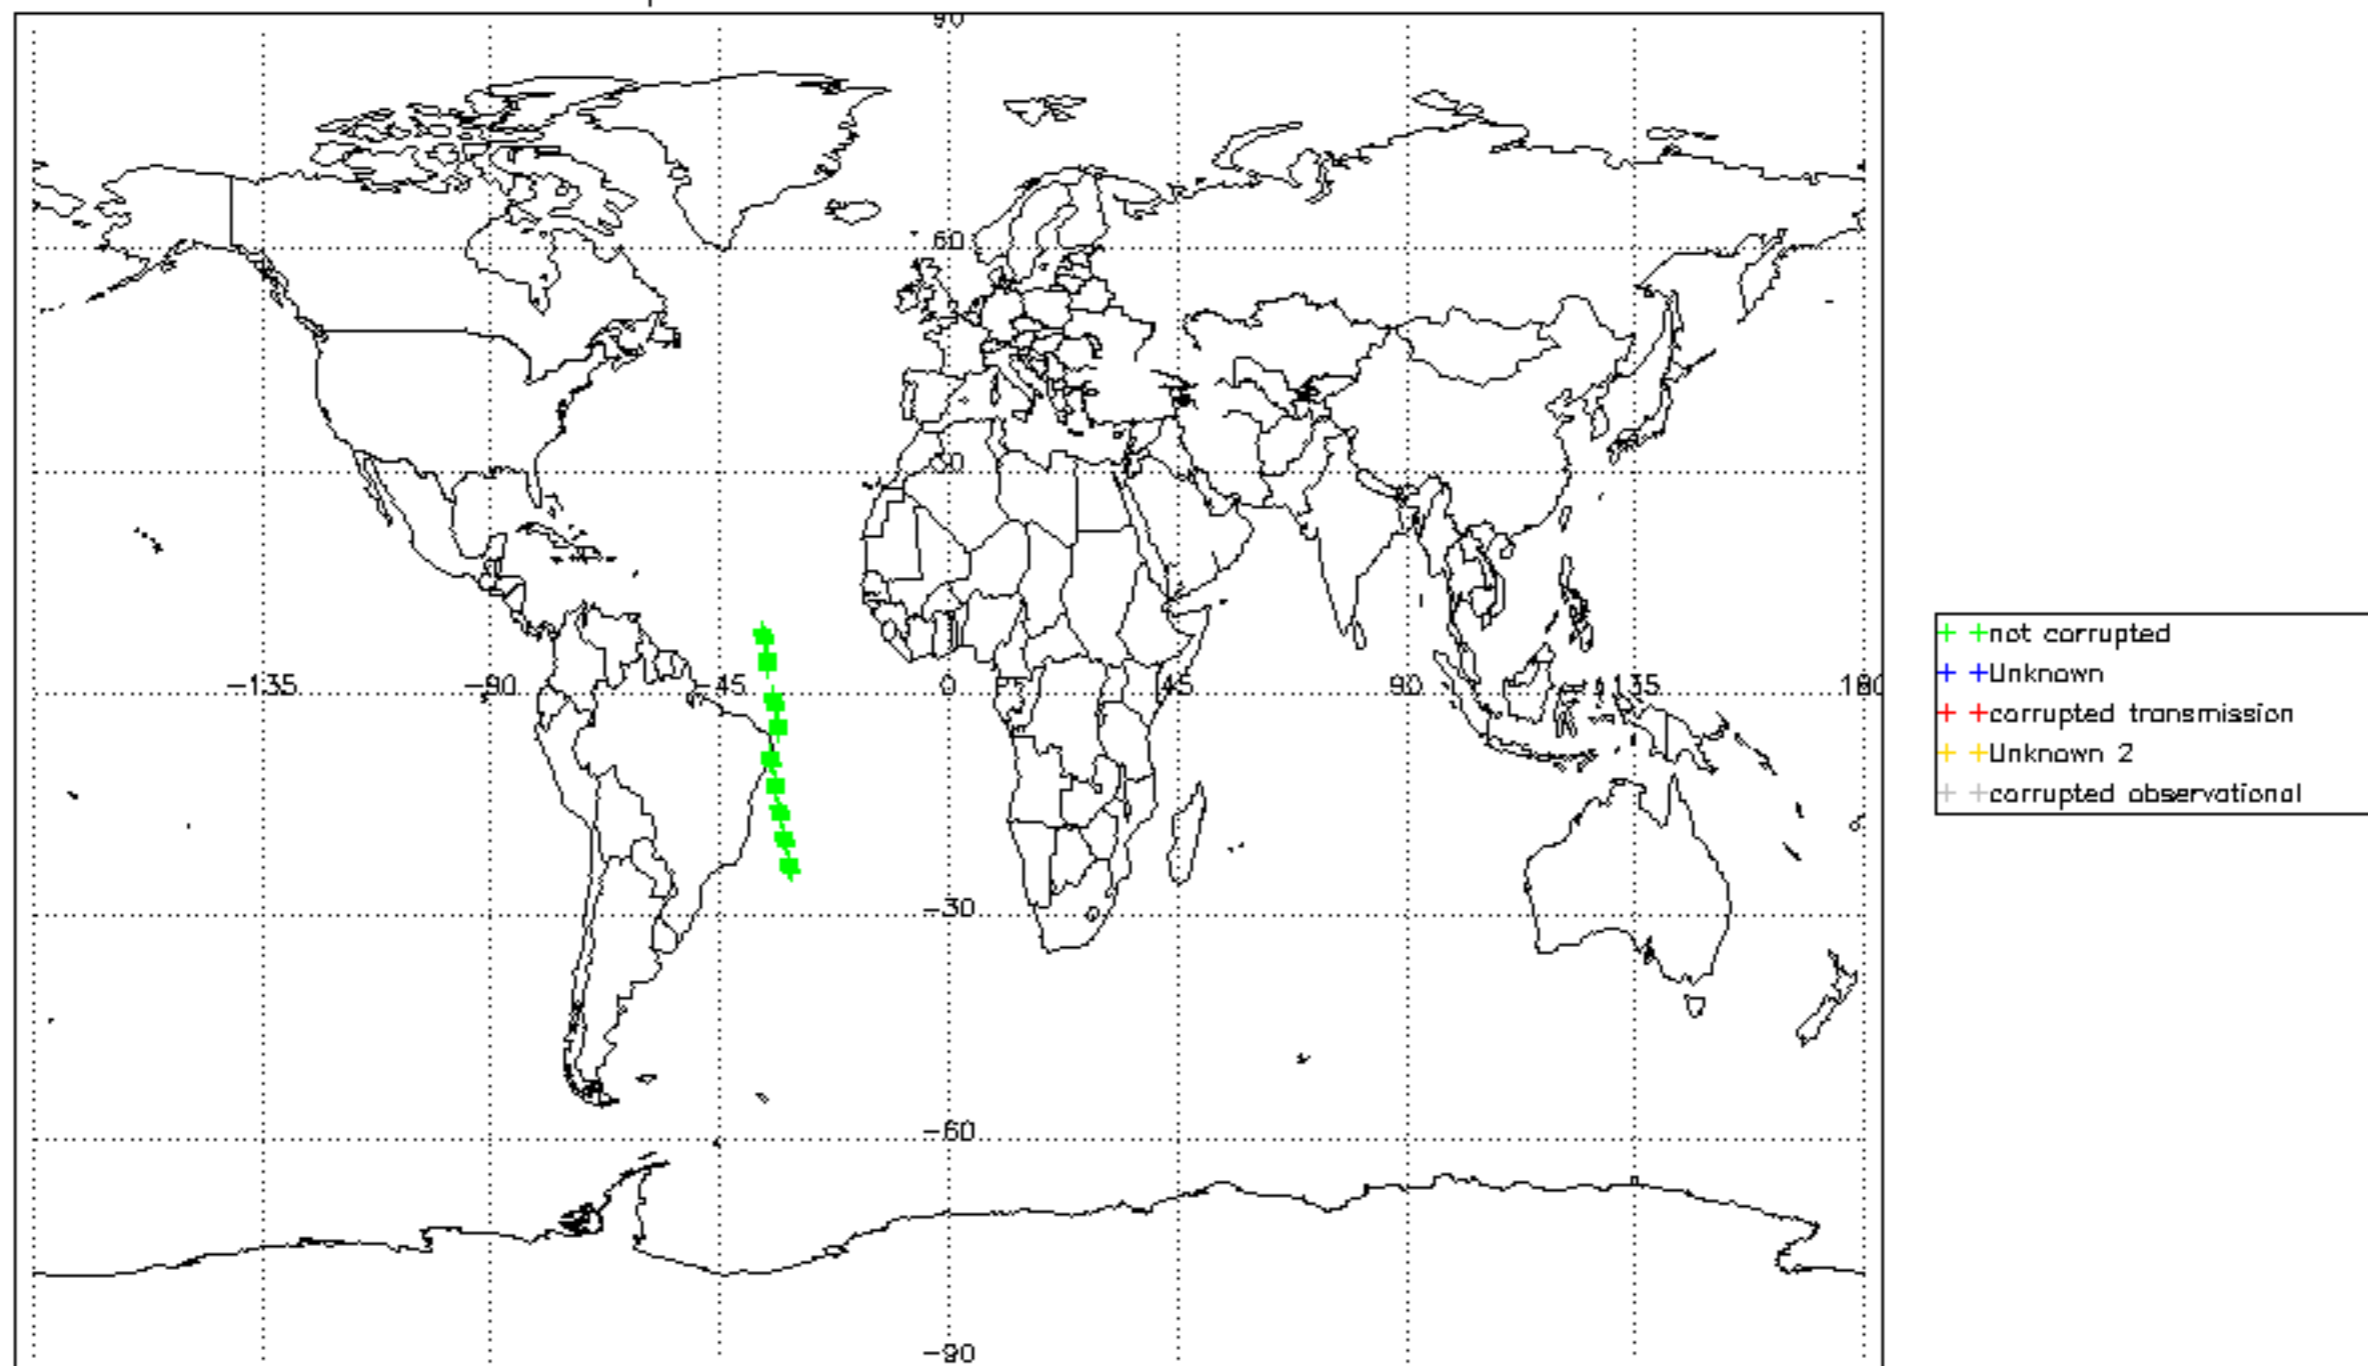 90
60
30
-135 -90 -45 0 45 90 135 180
-30
-60
-90
not corrupted
Unknown
corrupted transmission
Unknown 2
corrupted observational